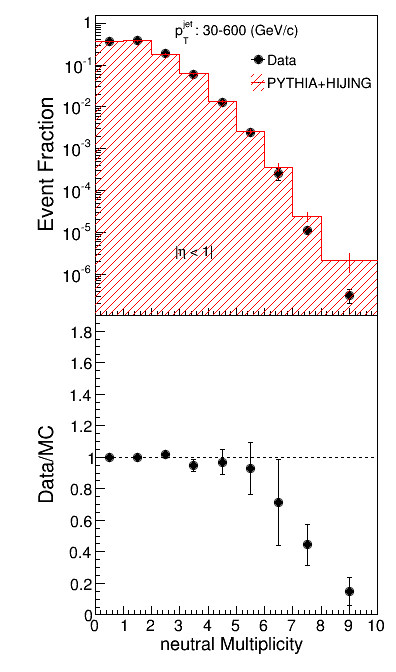 p_T^jet : 30-600 (GeV/c)
Data
PYTHIA+HIJING
|η < 1|
Event Fraction
1
10^-1
10^-2
10^-3
10^-4
10^-5
10^-6
Data/MC
1.8
1.6
1.4
1.2
1
0.8
0.6
0.4
0.2
0
0 1 2 3 4 5 6 7 8 9 10
neutral Multiplicity